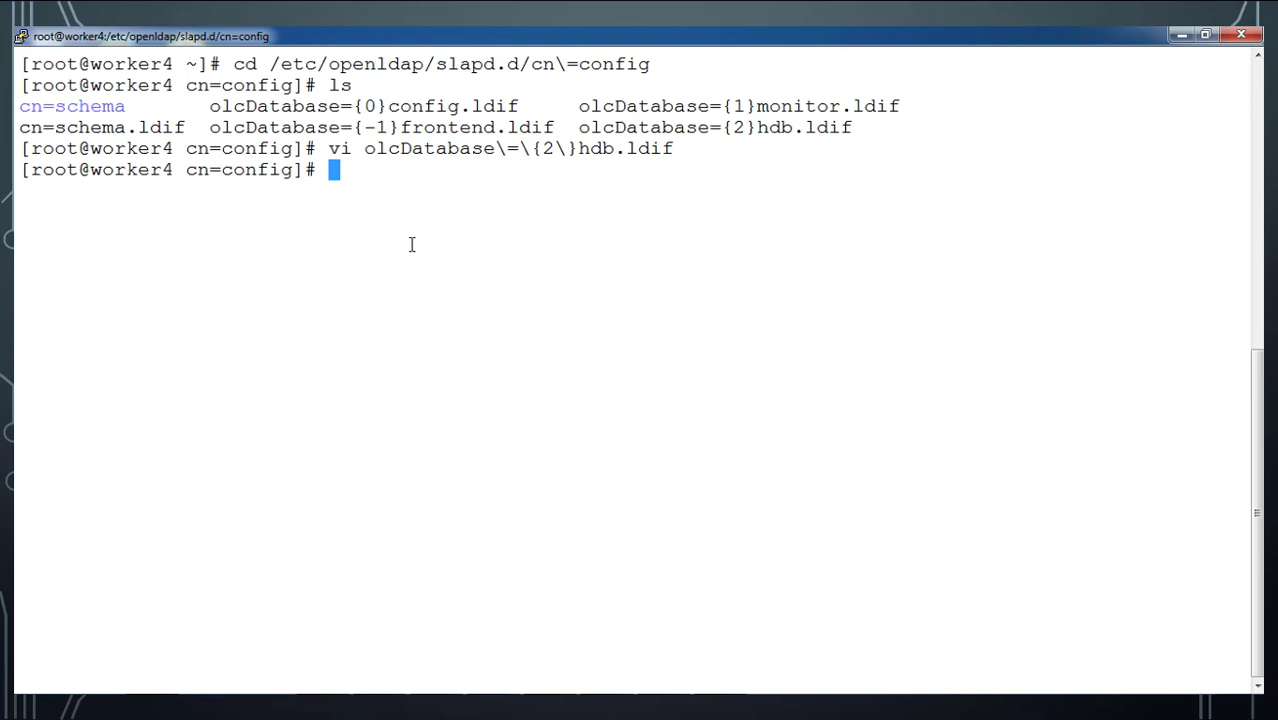 root@worker4:/etc/openldap/slapd.d/cn=config
[root@worker4 ~]# cd /etc/openldap/slapd.d/cn\=config
[root@worker4 cn=config]# ls
cn=schema olcDatabase={0}config.ldif olcDatabase={1}monitor.ldif
cn=schema.ldif olcDatabase={-1}frontend.ldif olcDatabase={2}hdb.ldif
[root@worker4 cn=config]# vi olcDatabase\=\{2\}hdb.ldif
[root@worker4 cn=config]#